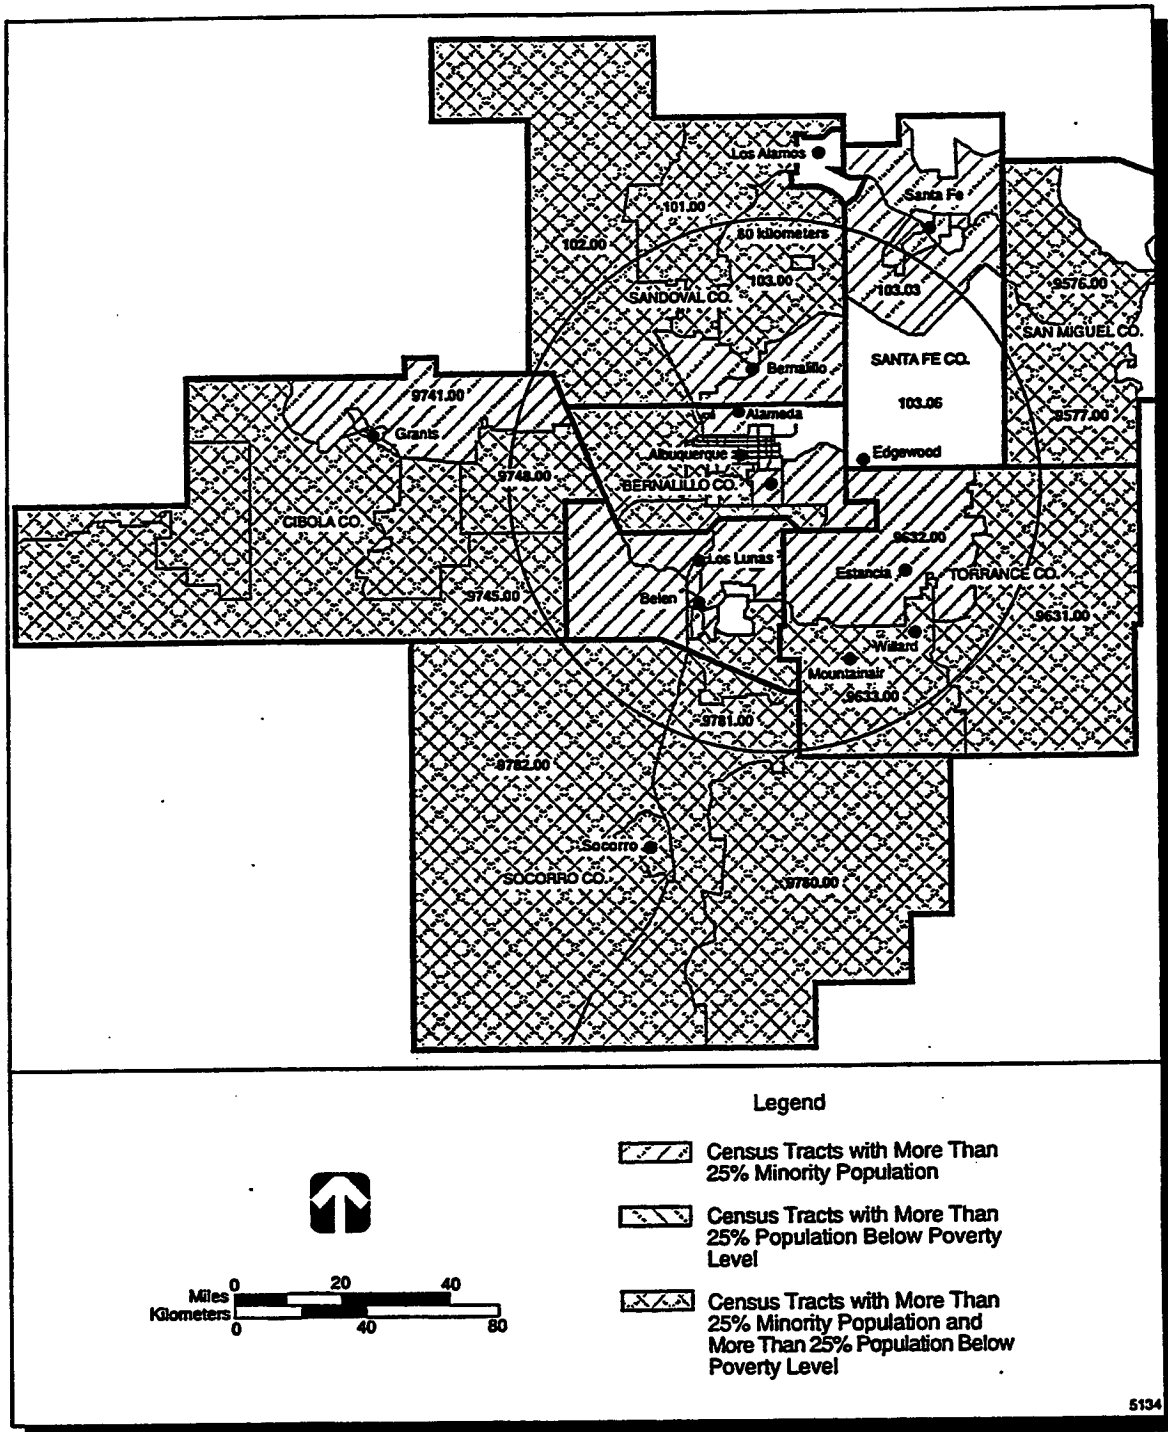 Los Alamos
Santa Fe
101.00
80 kilometers
102.00
103.00
103.03
9576.00
SANDOVAL CO.
SAN MIGUEL CO.
SANTA FE CO.
Bernalillo
9741.00
103.06
9577.00
Alameda
Grants
Albuquerque
Edgewood
9748.00
BERNALILLO CO.
CIBOLA CO.
9632.00
Los Lunas
Estancia
TORRANCE CO.
9745.00
Belen
9631.00
Willard
Mountainair
9633.00
9781.00
9782.00
Socorro
SOCORRO CO.
9780.00
Legend
Census Tracts with More Than
25% Minority Population
Census Tracts with More Than
25% Population Below Poverty
Level
Census Tracts with More Than
25% Minority Population and
More Than 25% Population Below
Poverty Level
0 20 40
Miles
Kilometers
0 40 80
5134